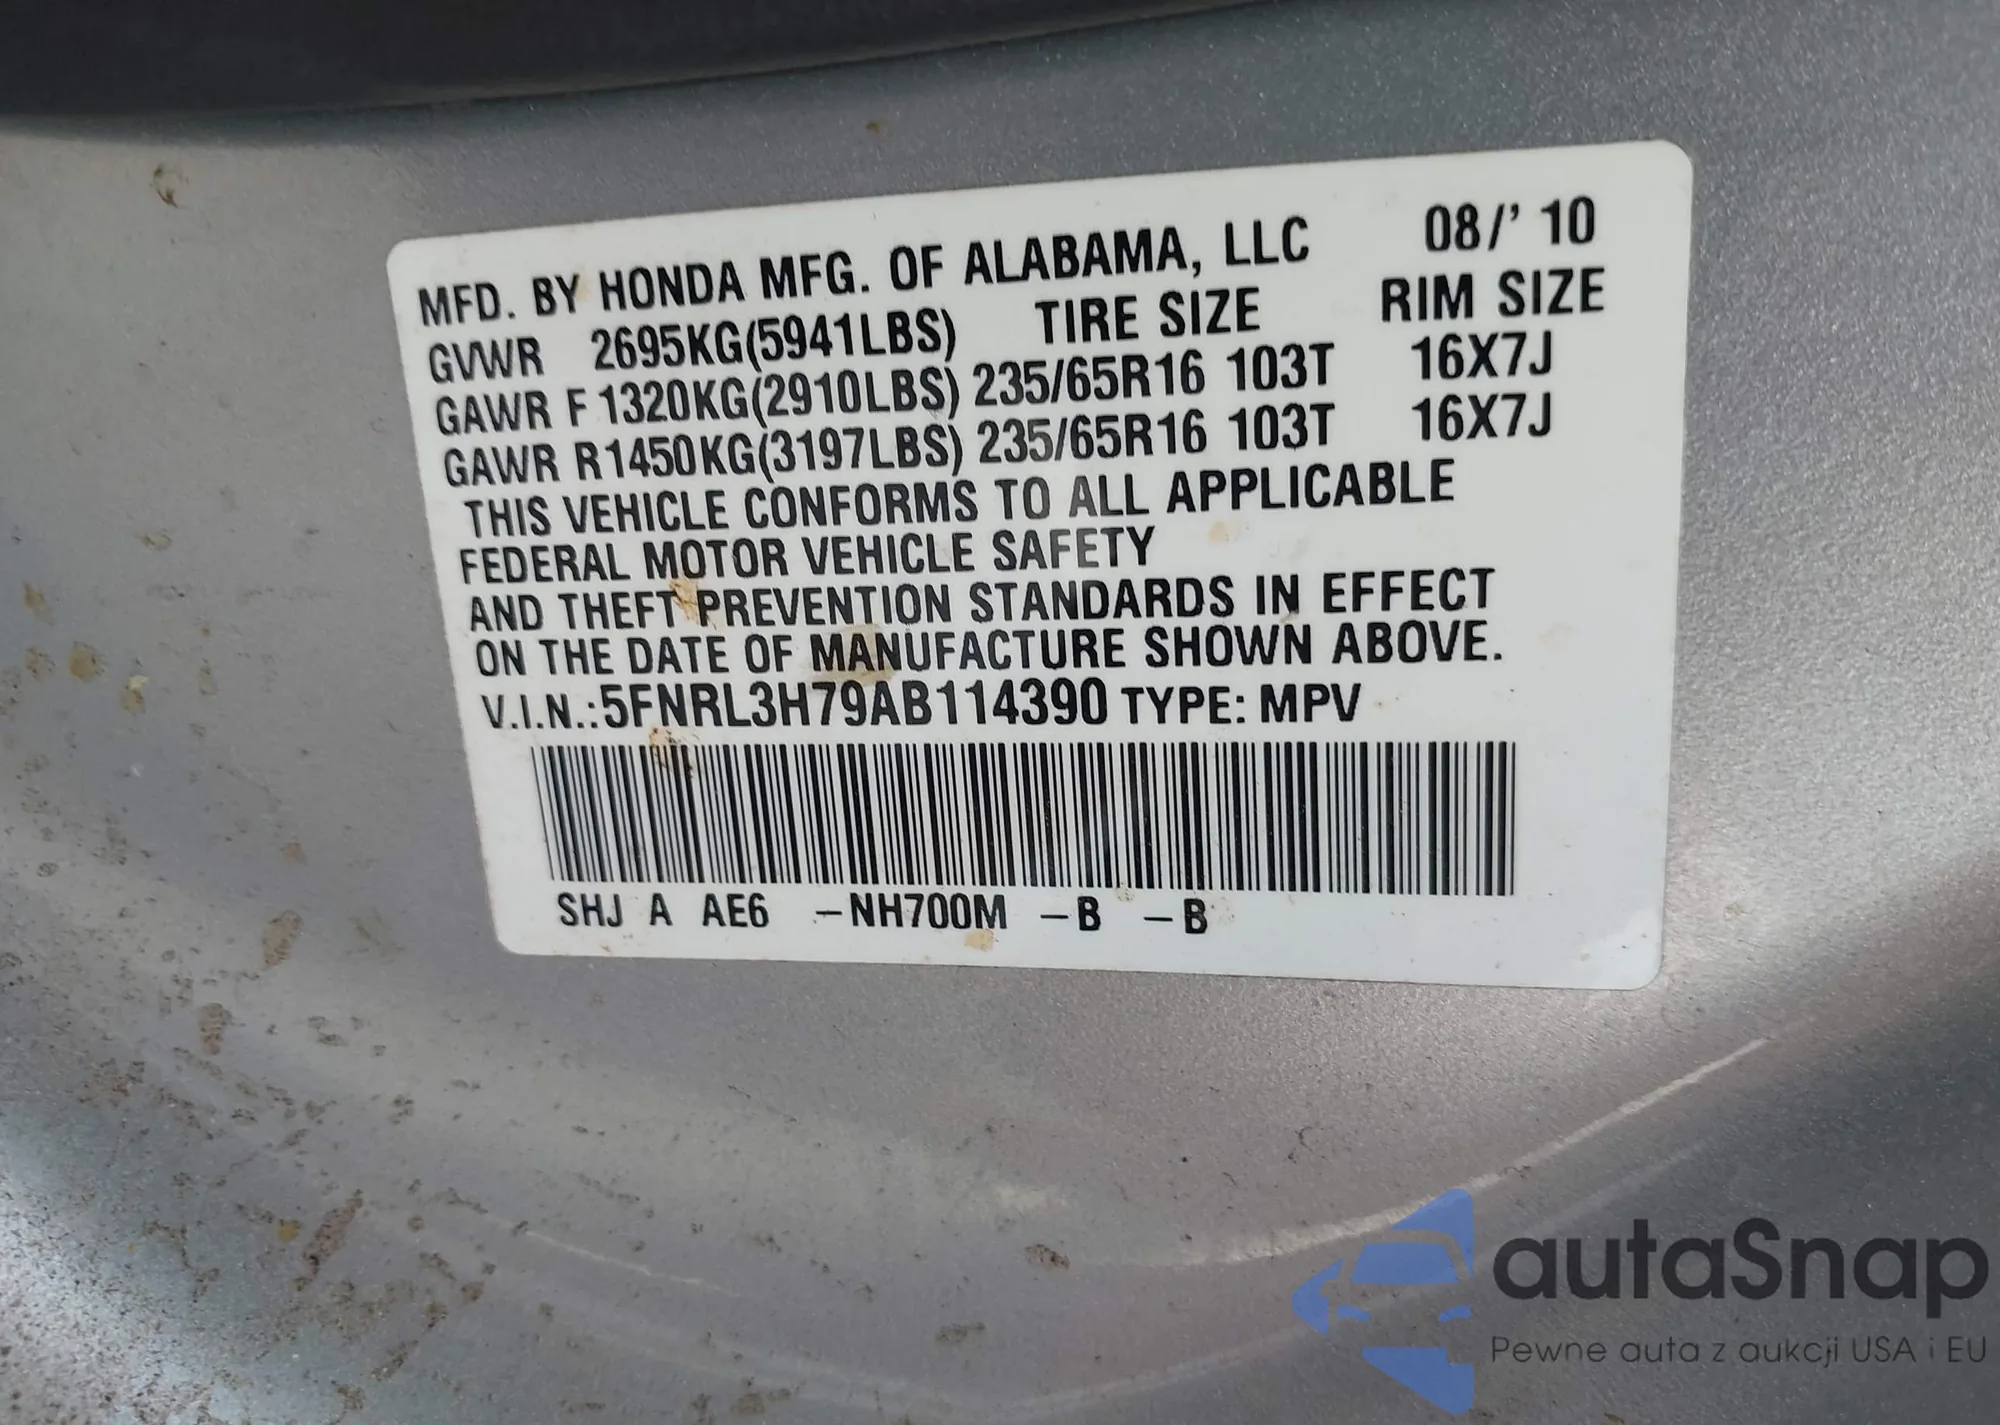 MFD. BY HONDA MFG. OF ALABAMA, LLC 08/' 10
GVWR 2695KG(5941LBS) TIRE SIZE RIM SIZE
GAWR F 1320KG(2910LBS) 235/65R16 103T 16X7J
GAWR R1450KG(3197LBS) 235/65R16 103T 16X7J
THIS VEHICLE CONFORMS TO ALL APPLICABLE
FEDERAL MOTOR VEHICLE SAFETY
AND THEFT PREVENTION STANDARDS IN EFFECT
ON THE DATE OF MANUFACTURE SHOWN ABOVE.
V.I.N.:5FNRL3H79AB114390 TYPE: MPV
SHJ A AE6 –NH700M –B –B
autaSnap
Pewne auta z aukcji USA i EU